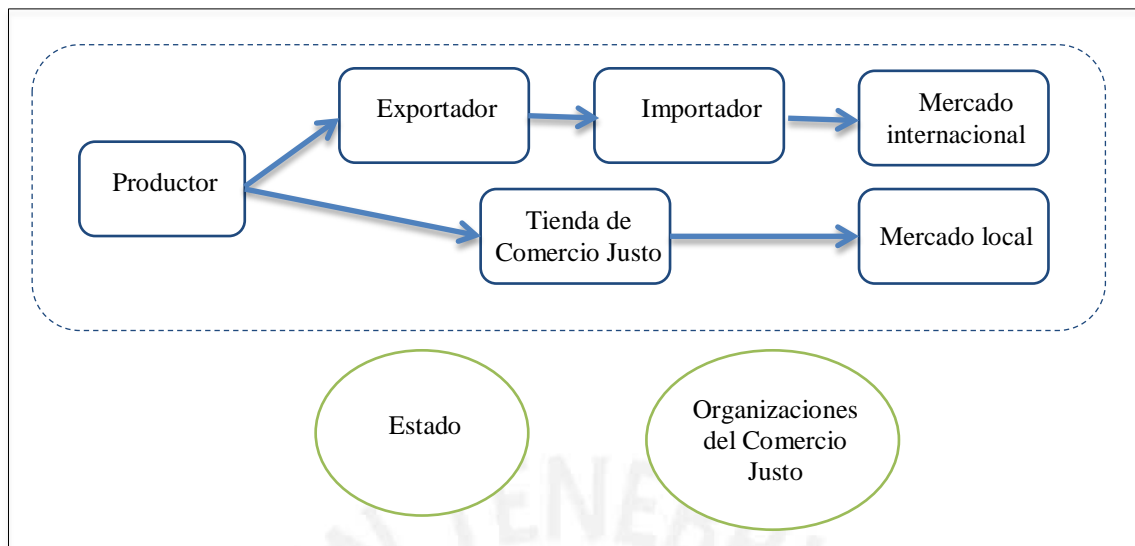 Productor
Exportador
Importador
Mercado
internacional
Tienda de
Comercio Justo
Mercado local
Estado
Organizaciones
del Comercio
Justo